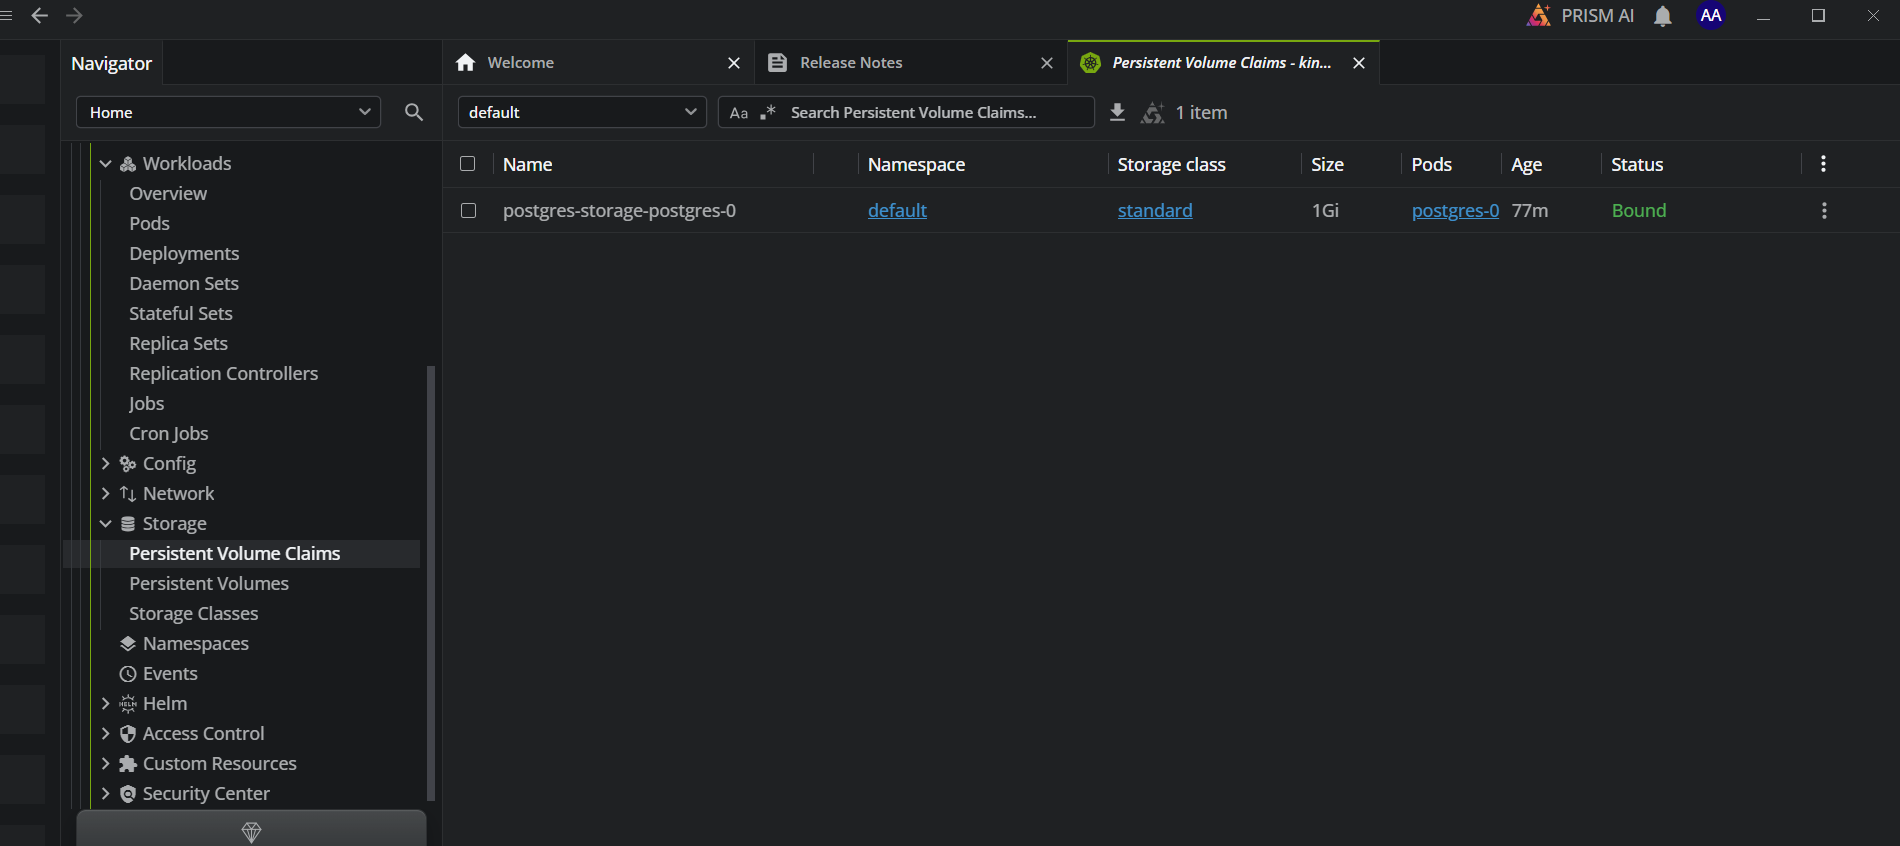 PRISM AI
AA
Navigator
Welcome
Release Notes
Persistent Volume Claims - kin...
Home
default
Aa
.*
Search Persistent Volume Claims...
1 item
Name
Namespace
Storage class
Size
Pods
Age
Status
postgres-storage-postgres-0
default
standard
1Gi
postgres-0
77m
Bound
Workloads
Overview
Pods
Deployments
Daemon Sets
Stateful Sets
Replica Sets
Replication Controllers
Jobs
Cron Jobs
Config
Network
Storage
Persistent Volume Claims
Persistent Volumes
Storage Classes
Namespaces
Events
HELM
Helm
Access Control
Custom Resources
Security Center